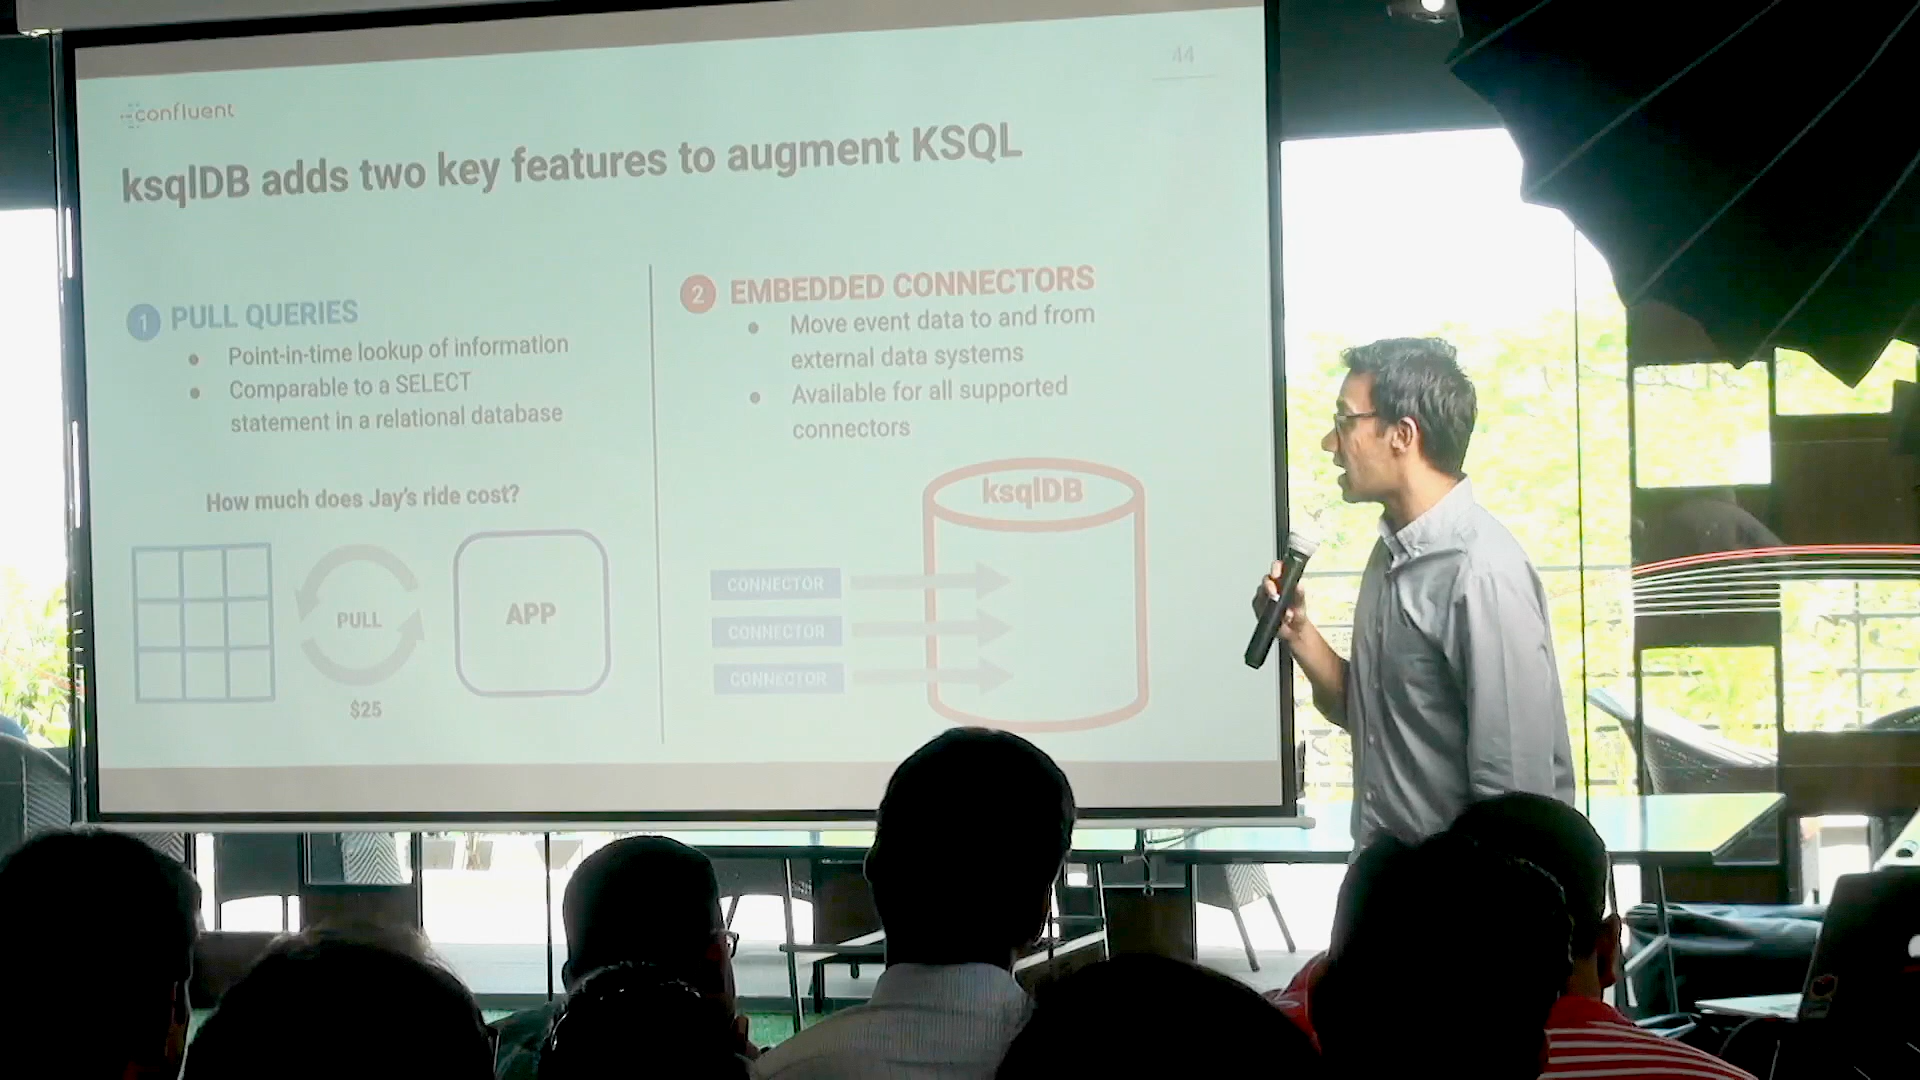 44
confluent
ksqlDB adds two key features to augment KSQL
1 PULL QUERIES
● Point-in-time lookup of information
● Comparable to a SELECT
statement in a relational database
How much does Jay's ride cost?
PULL
APP
$25
2 EMBEDDED CONNECTORS
● Move event data to and from
external data systems
● Available for all supported
connectors
ksqlDB
CONNECTOR
CONNECTOR
CONNECTOR